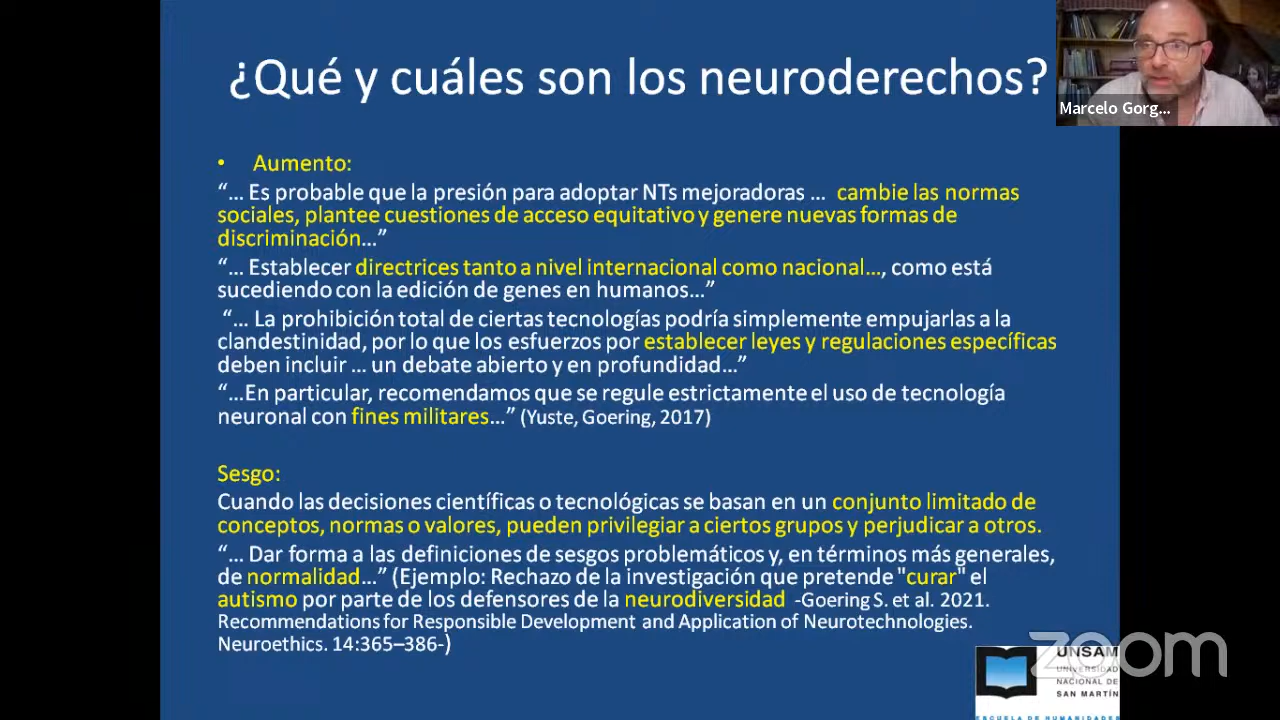 ¿Qué y cuáles son los neuroderechos?
Marcelo Gorg...
• Aumento:
“… Es probable que la presión para adoptar NTs mejoradoras … cambie las normas
sociales, plantee cuestiones de acceso equitativo y genere nuevas formas de
discriminación…”
“… Establecer directrices tanto a nivel internacional como nacional…, como está
sucediendo con la edición de genes en humanos…”
“… La prohibición total de ciertas tecnologías podría simplemente empujarlas a la
clandestinidad, por lo que los esfuerzos por establecer leyes y regulaciones específicas
deben incluir … un debate abierto y en profundidad…”
“…En particular, recomendamos que se regule estrictamente el uso de tecnología
neuronal con fines militares…” (Yuste, Goering, 2017)
Sesgo:
Cuando las decisiones científicas o tecnológicas se basan en un conjunto limitado de
conceptos, normas o valores, pueden privilegiar a ciertos grupos y perjudicar a otros.
“… Dar forma a las definiciones de sesgos problemáticos y, en términos más generales,
de normalidad…” (Ejemplo: Rechazo de la investigación que pretende "curar" el
autismo por parte de los defensores de la neurodiversidad -Goering S. et al. 2021.
Recommendations for Responsible Development and Application of Neurotechnologies.
Neuroethics. 14:365–386-)
zoom
UNSAM
UNIVERSIDAD
NACIONAL DE
SAN MARTÍN
ESCUELA DE HUMANIDADES